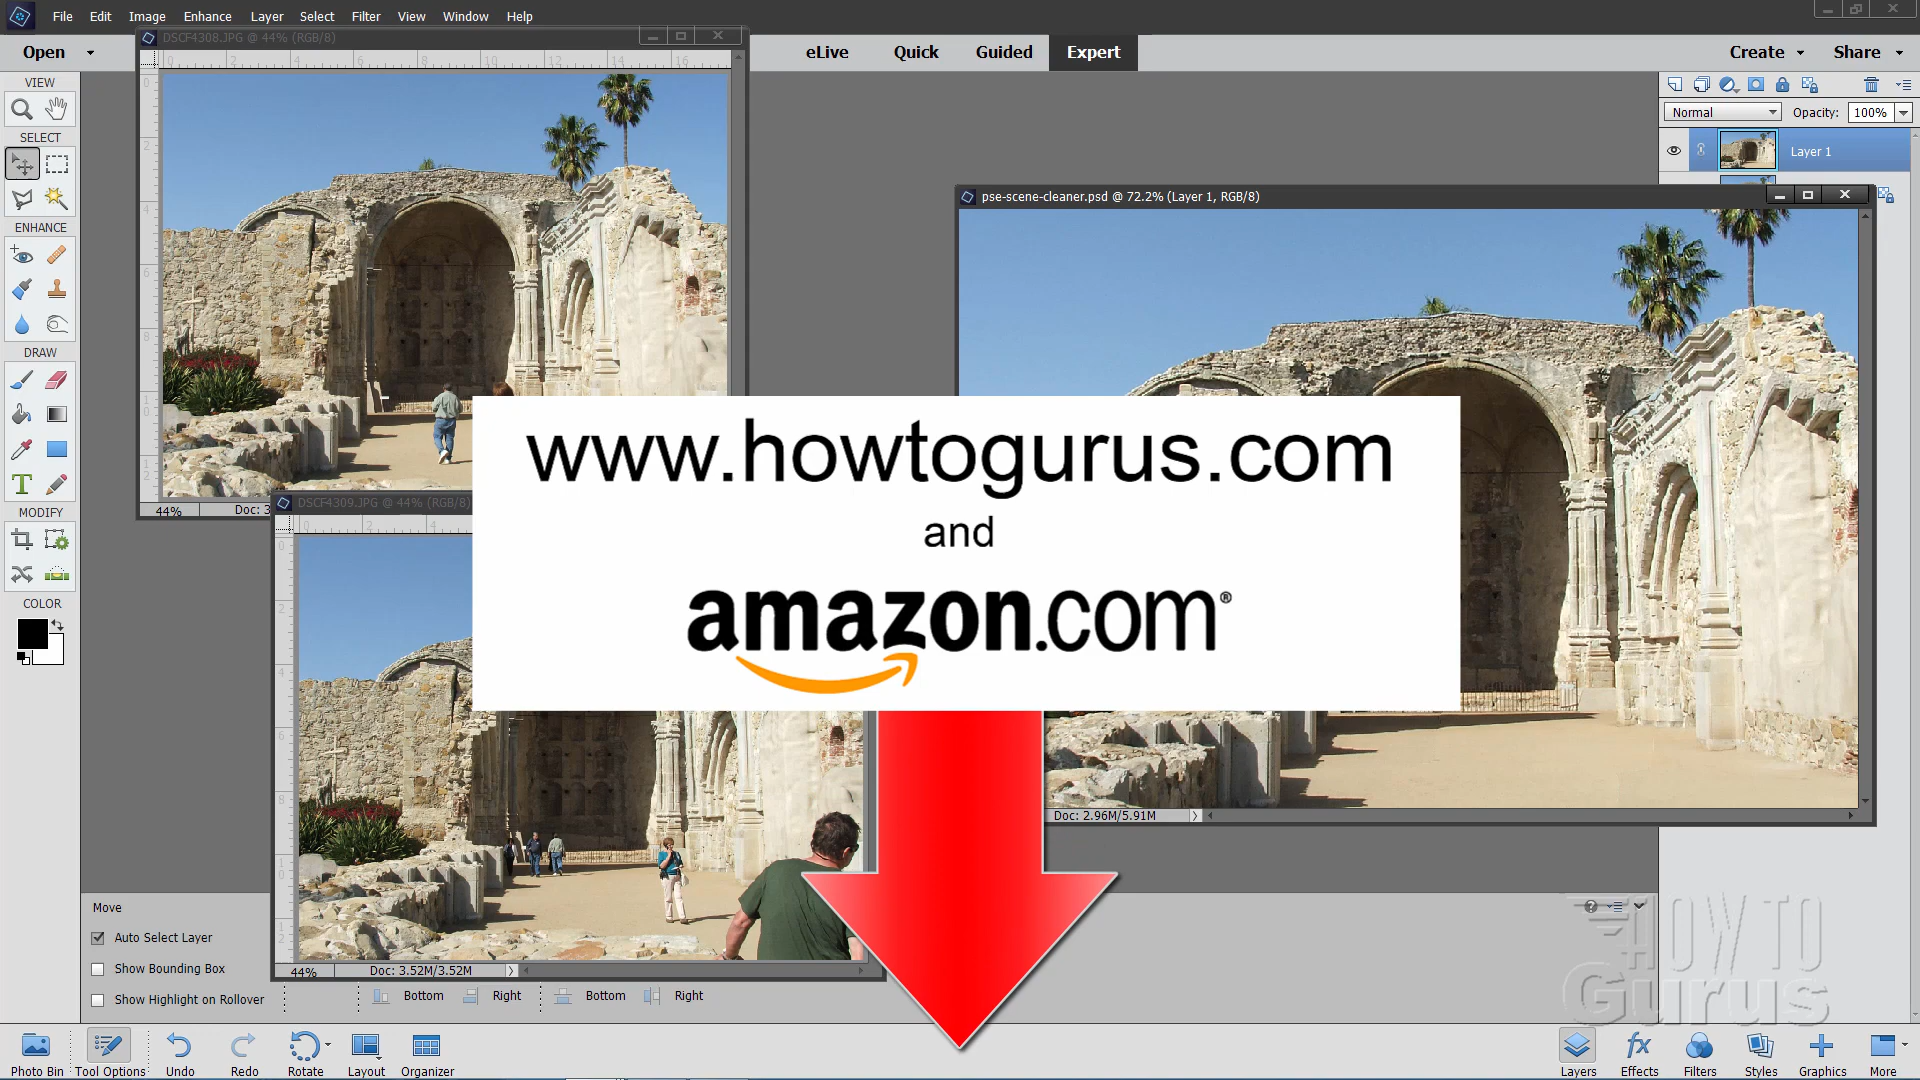 File Edit Image Enhance Layer Select Filter View Window Help
DSCF4308.JPG @ 44% (RGB/8)
Open
eLive Quick Guided Expert
Create Share
VIEW
SELECT
ENHANCE
DRAW
MODIFY
COLOR
Normal
Opacity: 100%
Layer 1
pse-scene-cleaner.psd @ 72.2% (Layer 1, RGB/8)
www.howtogurus.com
and
amazon.com®
44% Doc: 3
DSCF4309.JPG @ 44% (RGB/8)
Doc: 2.96M/5.91M
44% Doc: 3.52M/3.52M
Move
Auto Select Layer
Show Bounding Box
Show Highlight on Rollover
Bottom Right Bottom Right
HOW TO
Gurus
Photo Bin Tool Options Undo Redo Rotate Layout Organizer
Layers Effects Filters Styles Graphics More